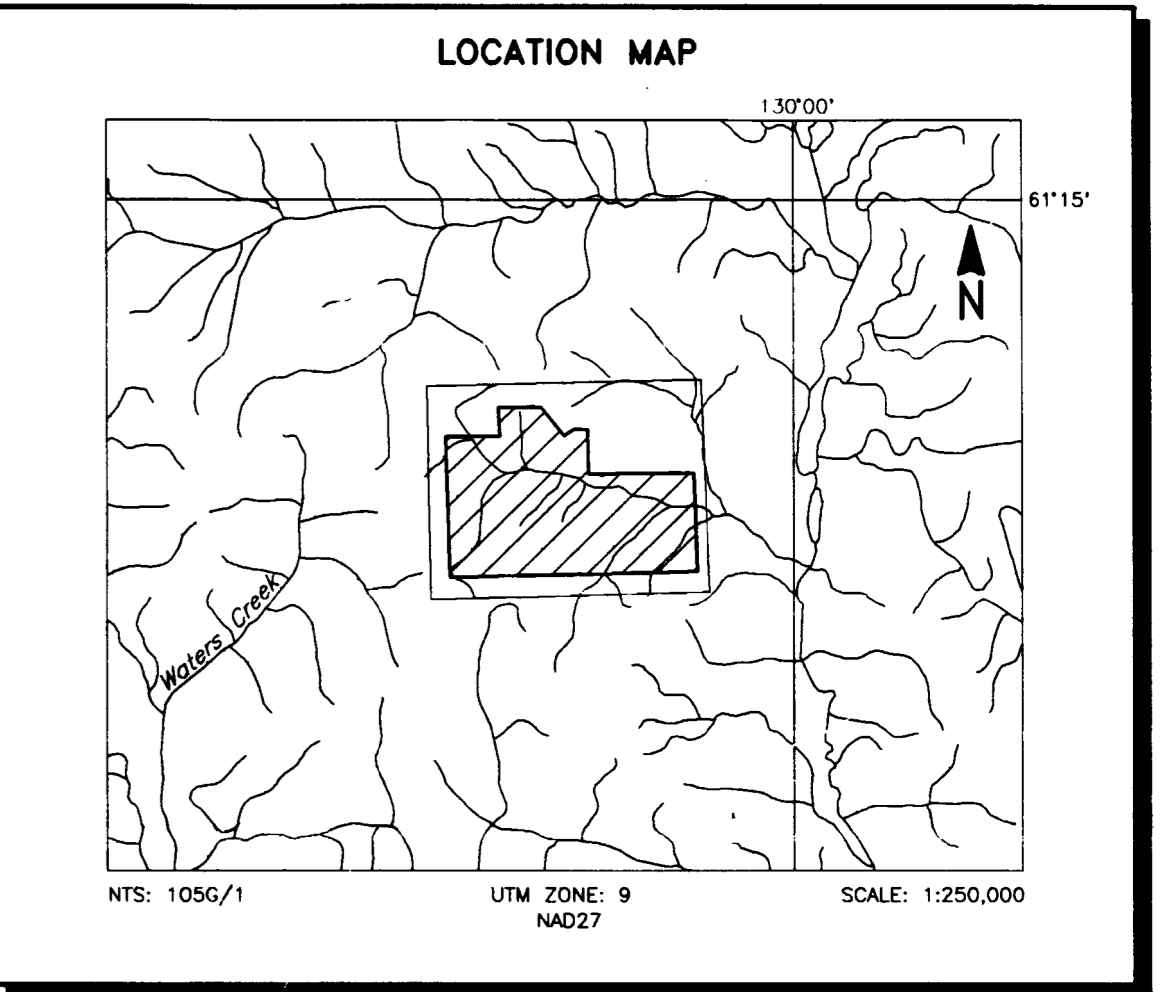 LOCATION MAP
130°00'
61°15'
N
Waters Creek
NTS: 105G/1
UTM ZONE: 9
SCALE: 1:250,000
NAD27